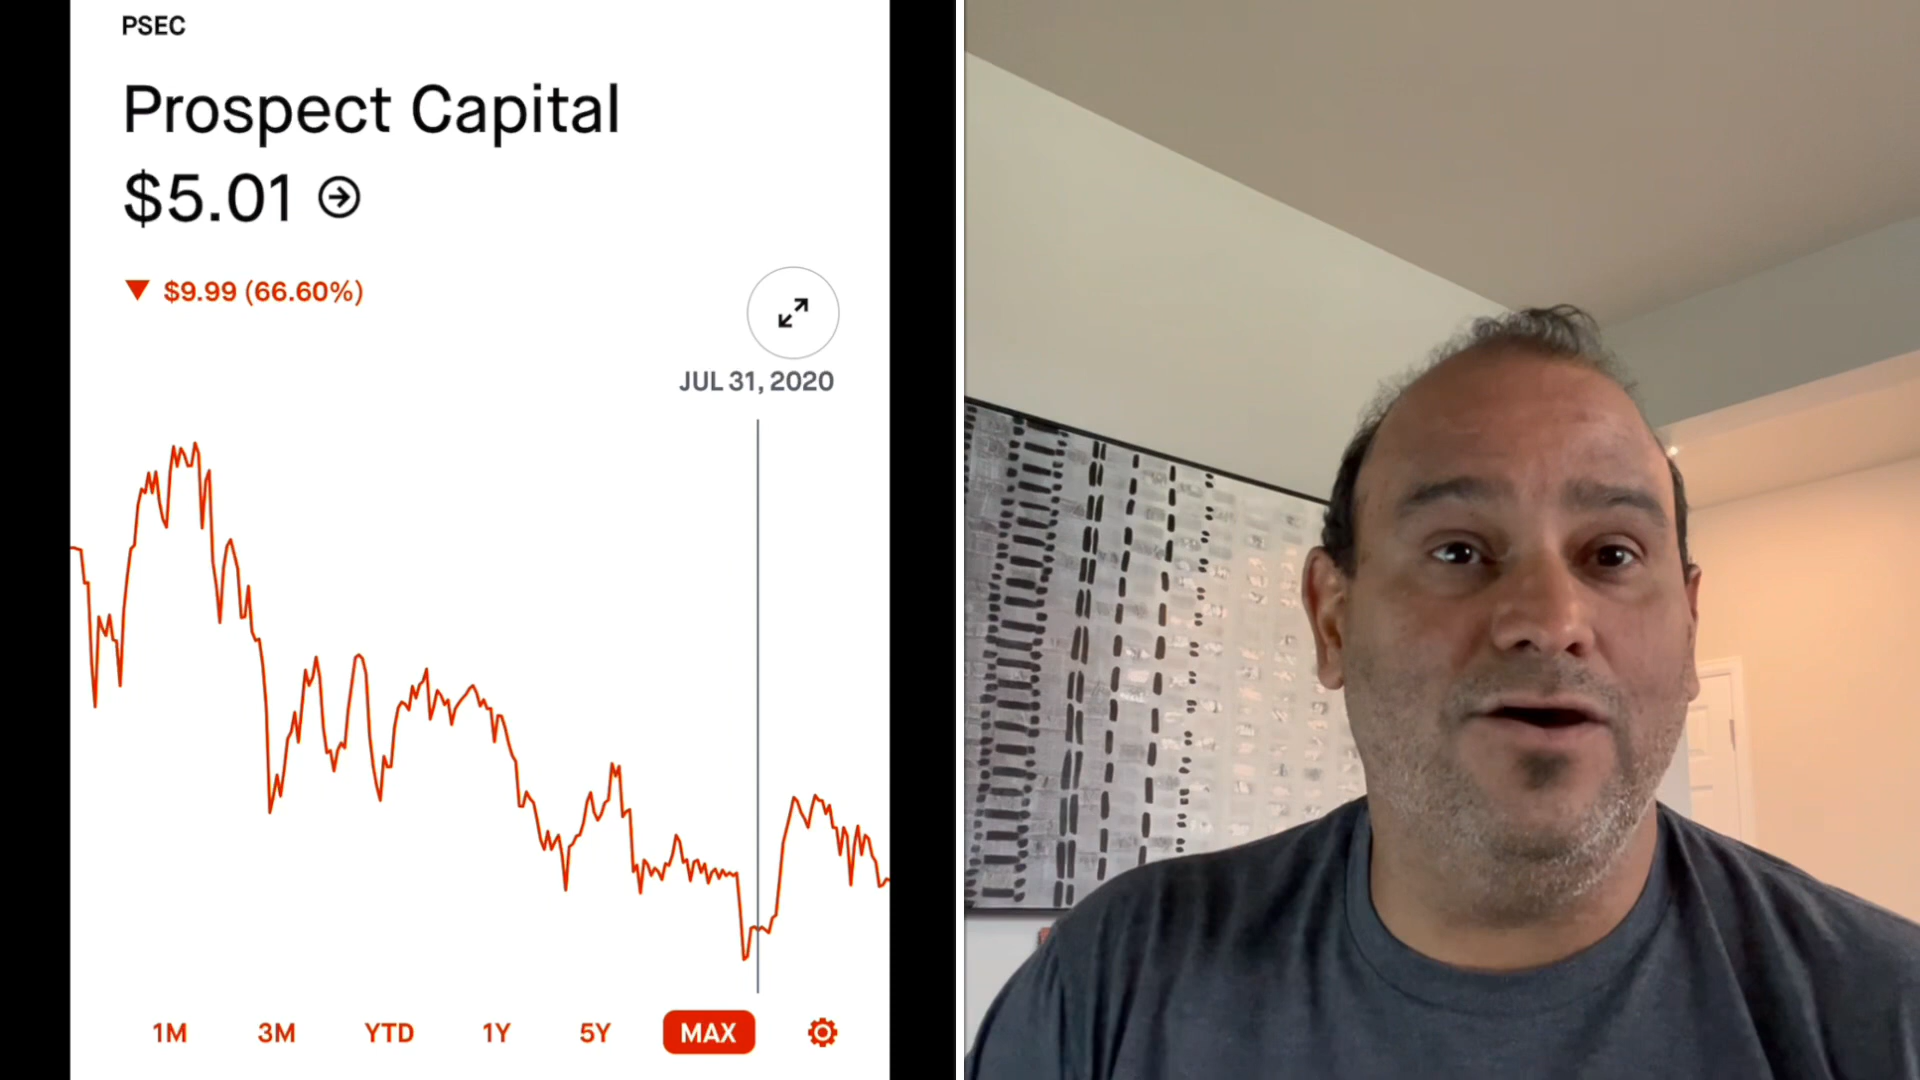 PSEC
Prospect Capital
$5.01
$9.99 (66.60%)
JUL 31, 2020
1M 3M YTD 1Y 5Y MAX